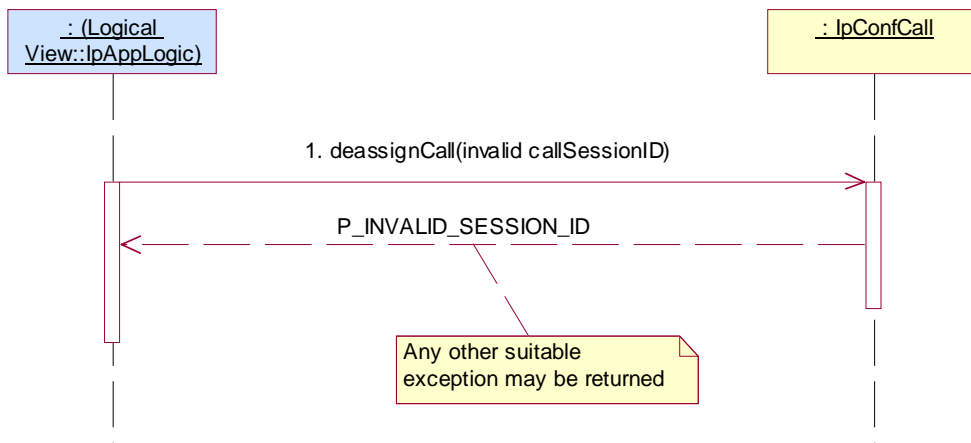 : (Logical
View::IpAppLogic)
: IpConfCall
1. deassignCall(invalid callSessionID)
P_INVALID_SESSION_ID
Any other suitable
exception may be returned